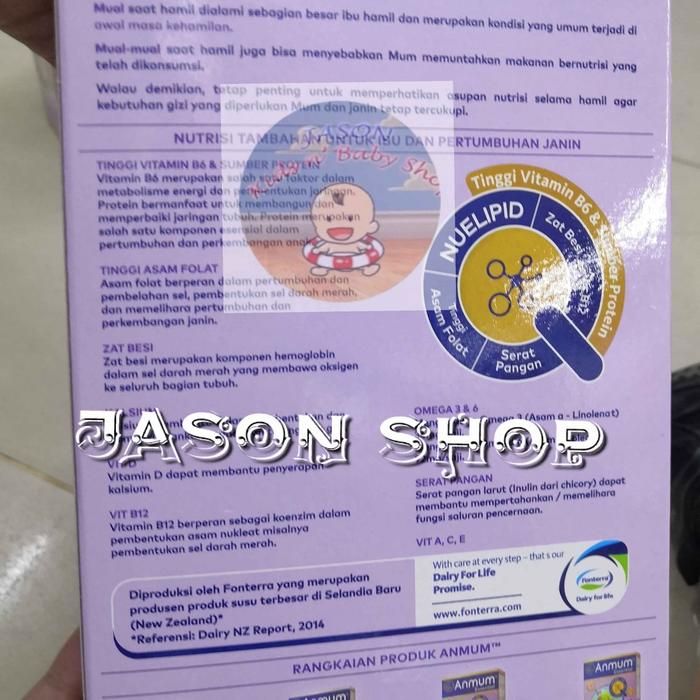 Mual saat hamil dialami sebagian besar ibu hamil dan merupakan kondisi yang umum terjadi di
awal masa kehamilan.
Mual-mual saat hamil juga bisa menyebabkan Mum memuntahkan makanan bernutrisi yang
telah dikonsumsi.
Walau demikian, tetap penting untuk memperhatikan asupan nutrisi selama hamil agar
kebutuhan gizi yang diperlukan Mum dan janin tetap tercukupi.
NUTRISI TAMBAHAN UNTUK IBU DAN PERTUMBUHAN JANIN
JASON
Baby Shop
TINGGI VITAMIN B6 & SUMBER PROTEIN
Vitamin B6 merupakan salah satu faktor dalam
metabolisme energi dan pembentukan jaringan.
Protein bermanfaat untuk membangun dan
memperbaiki jaringan tubuh. Protein merupakan
salah satu komponen esensial dalam
pertumbuhan dan perkembangan
TINGGI ASAM FOLAT
Asam folat berperan dalam pertumbuhan dan
pembelahan sel, pembentukan sel darah merah,
dan memelihara pertumbuhan dan
perkembangan janin.
ZAT BESI
Zat besi merupakan komponen hemoglobin
dalam sel darah merah yang membawa oksigen
ke seluruh bagian tubuh.
Tinggi Vitamin B6 & Sumber Protein
NUELIPID
Zat Besi
Tinggi
Asam Folat
Serat
Pangan
JASON SHOP
Vitamin D dapat membantu penyerapan
kalsium.
VIT B12
Vitamin B12 berperan sebagai koenzim dalam
pembentukan asam nukleat misalnya
pembentukan sel darah merah.
OMEGA 3 & 6
(Asam α - Linolenat)
SERAT PANGAN
Serat pangan larut (Inulin dari chicory) dapat
membantu mempertahankan / memelihara
fungsi saluran pencernaan.
VIT A, C, E
Diproduksi oleh Fonterra yang merupakan
produsen produk susu terbesar di Selandia Baru
(New Zealand)*
*Referensi: Dairy NZ Report, 2014
With care at every step – that's our
Dairy For Life
Promise.
www.fonterra.com
Fonterra
Dairy for life
RANGKAIAN PRODUK ANMUM™
Anmum
Anmum
Anmum